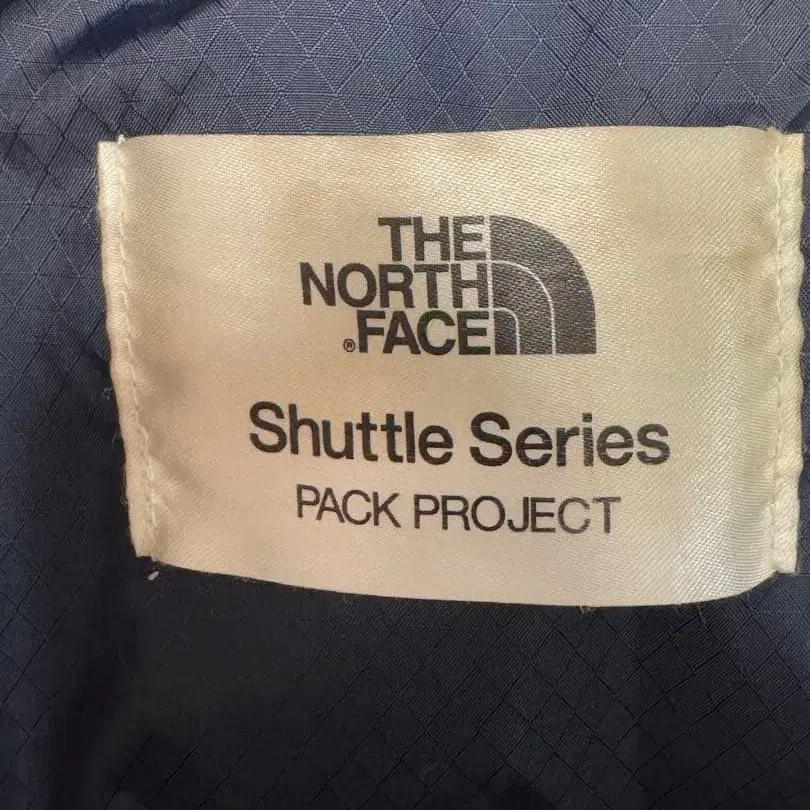 THE
NORTH
®FACE
Shuttle Series
PACK PROJECT